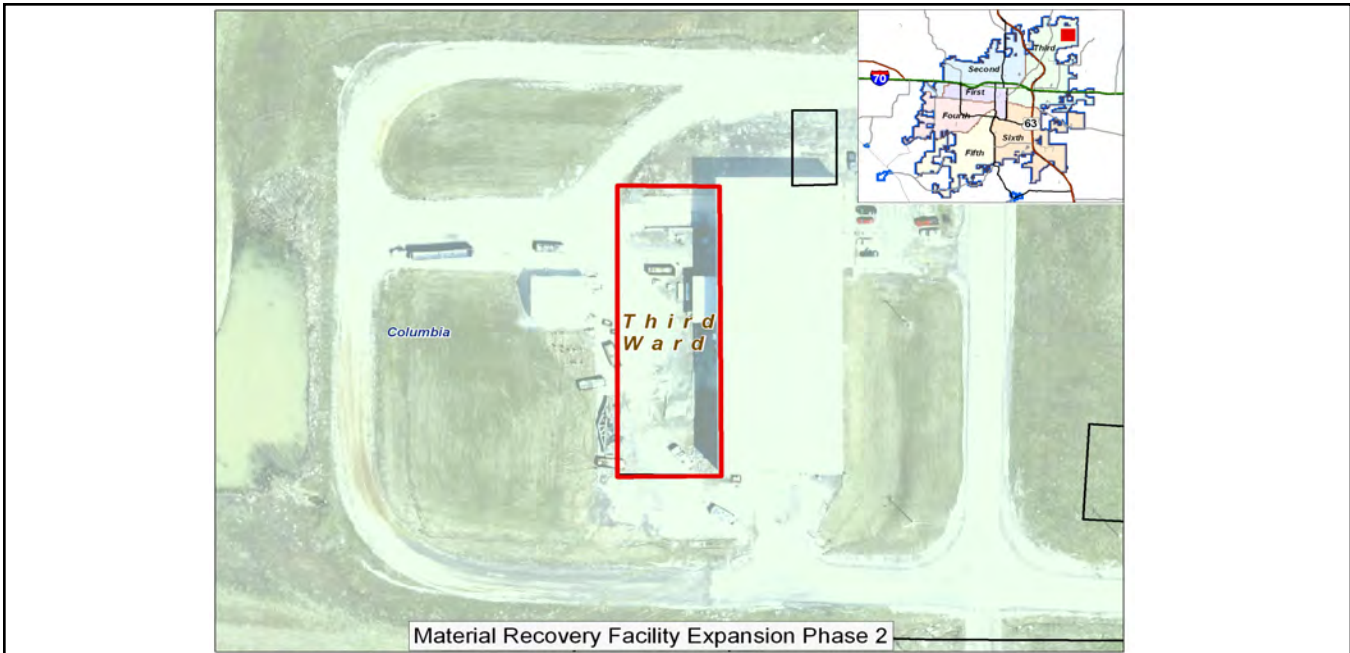 Third
Second
70
First
Fourth
63
Sixth
Fifth
Third
Ward
Columbia
Material Recovery Facility Expansion Phase 2